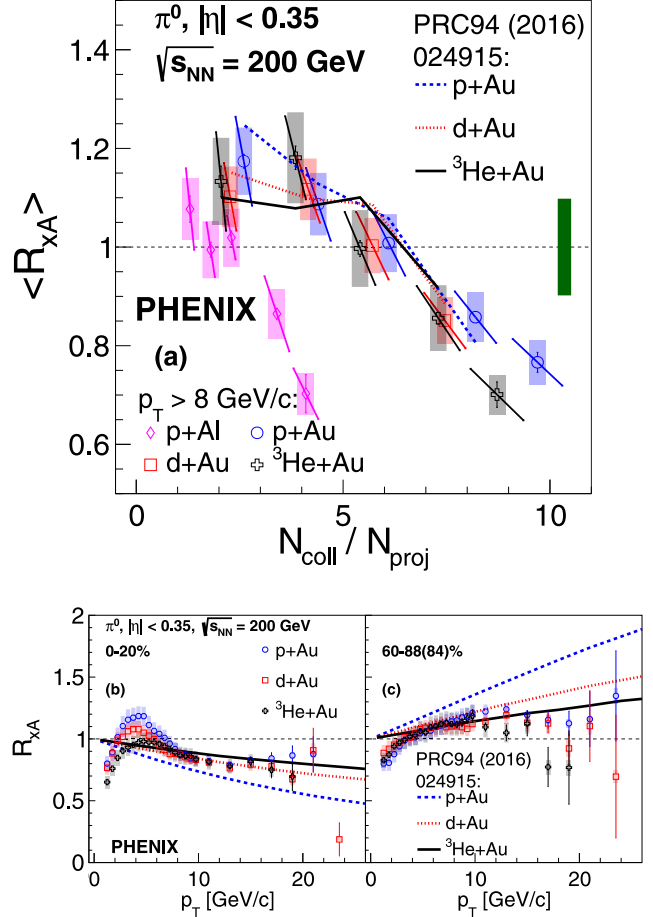 π⁰, |η| < 0.35
√sNN = 200 GeV
PRC94 (2016)
024915:
p+Au
d+Au
³He+Au
1.4
1.2
1
0.8
0.6
<RxA>
PHENIX
(a)
pT > 8 GeV/c:
p+Al
p+Au
d+Au
³He+Au
0
5
10
Ncoll / Nproj
π⁰, |η| < 0.35, √sNN = 200 GeV
0-20%
p+Au
d+Au
³He+Au
(b)
PHENIX
2
1.5
1
0.5
0
RxA
0
10
20
pT [GeV/c]
60-88(84)%
(c)
PRC94 (2016)
024915:
p+Au
d+Au
³He+Au
0
10
20
pT [GeV/c]